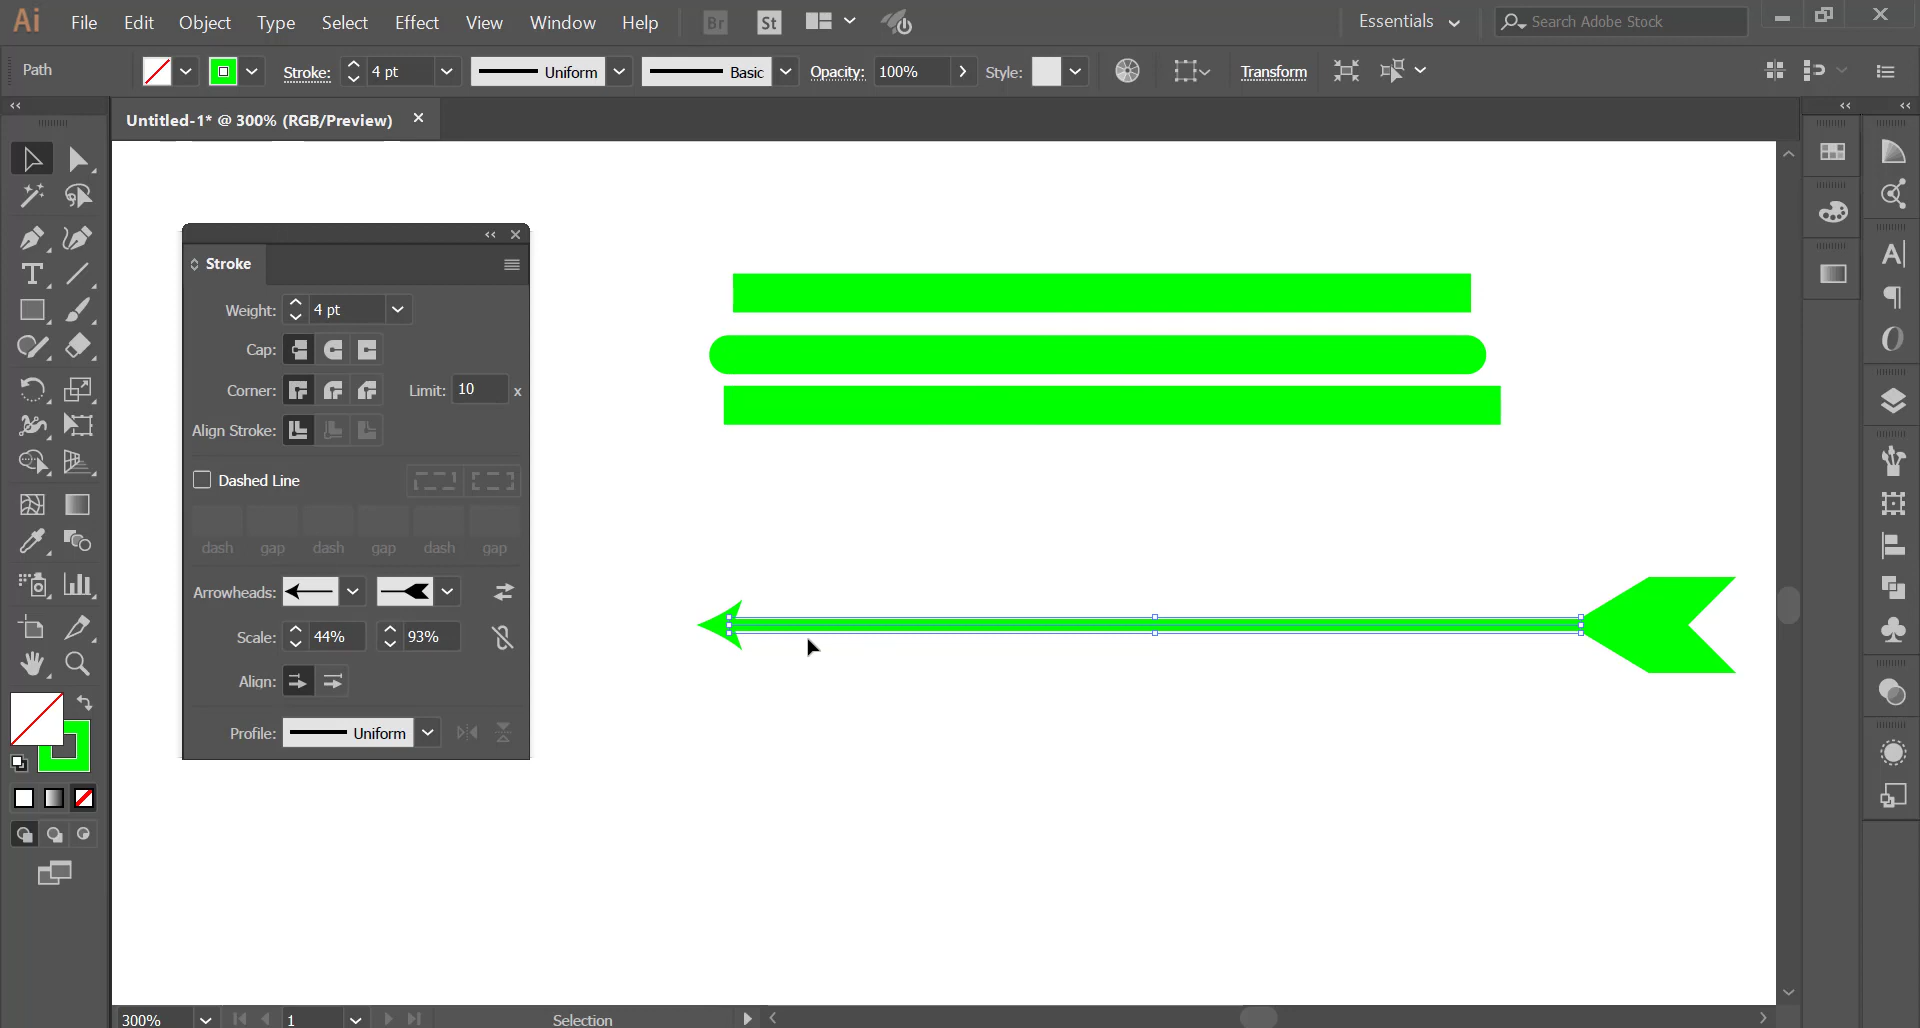 Ai File Edit Object Type Select Effect View Window Help Br St Essentials Search Adobe Stock
Path Stroke: 4 pt Uniform Basic Opacity: 100% Style: Transform
Untitled-1* @ 300% (RGB/Preview)
Stroke
Weight: 4 pt
Cap:
Corner: Limit: 10 x
Align Stroke:
Dashed Line
dash gap dash gap dash gap
Arrowheads:
Scale: 44% 93%
Align:
Profile: Uniform
300% 1 Selection